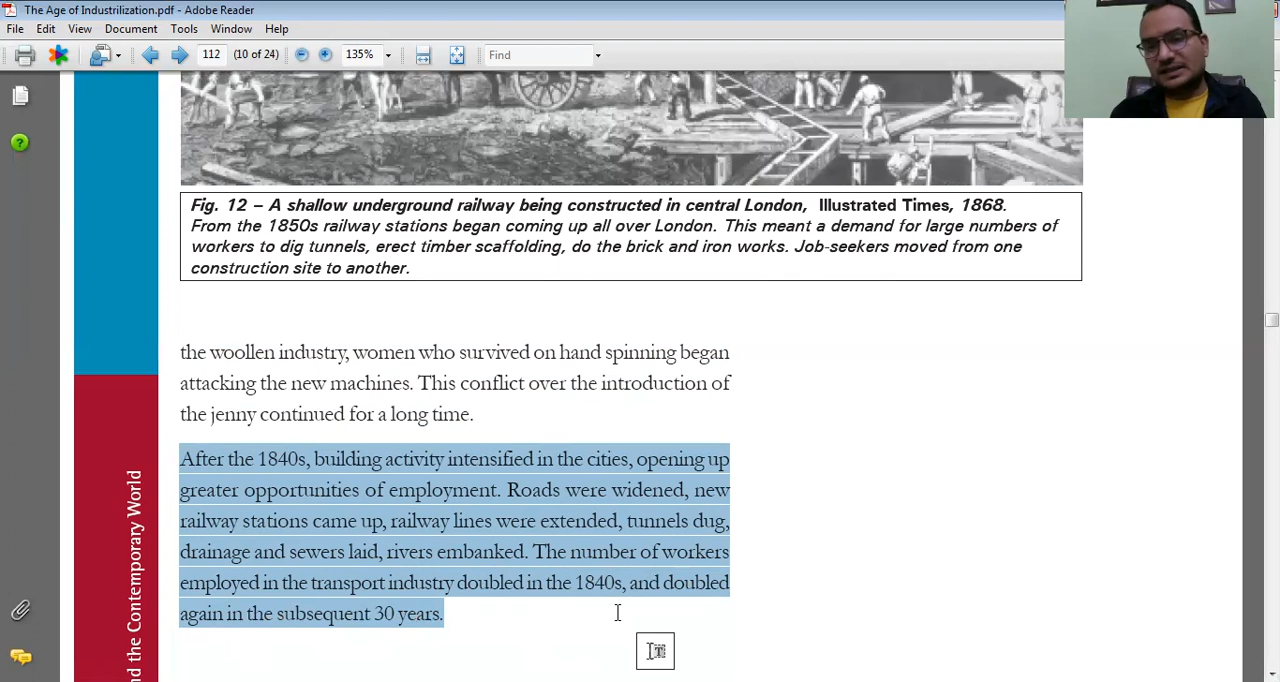 The Age of Industrilization.pdf - Adobe Reader
File Edit View Document Tools Window Help
112 (10 of 24) 135% Find
Fig. 12 – A shallow underground railway being constructed in central London, Illustrated Times, 1868.
From the 1850s railway stations began coming up all over London. This meant a demand for large numbers of
workers to dig tunnels, erect timber scaffolding, do the brick and iron works. Job-seekers moved from one
construction site to another.
the woollen industry, women who survived on hand spinning began
attacking the new machines. This conflict over the introduction of
the jenny continued for a long time.
After the 1840s, building activity intensified in the cities, opening up
greater opportunities of employment. Roads were widened, new
railway stations came up, railway lines were extended, tunnels dug,
drainage and sewers laid, rivers embanked. The number of workers
employed in the transport industry doubled in the 1840s, and doubled
again in the subsequent 30 years.
nd the Contemporary World